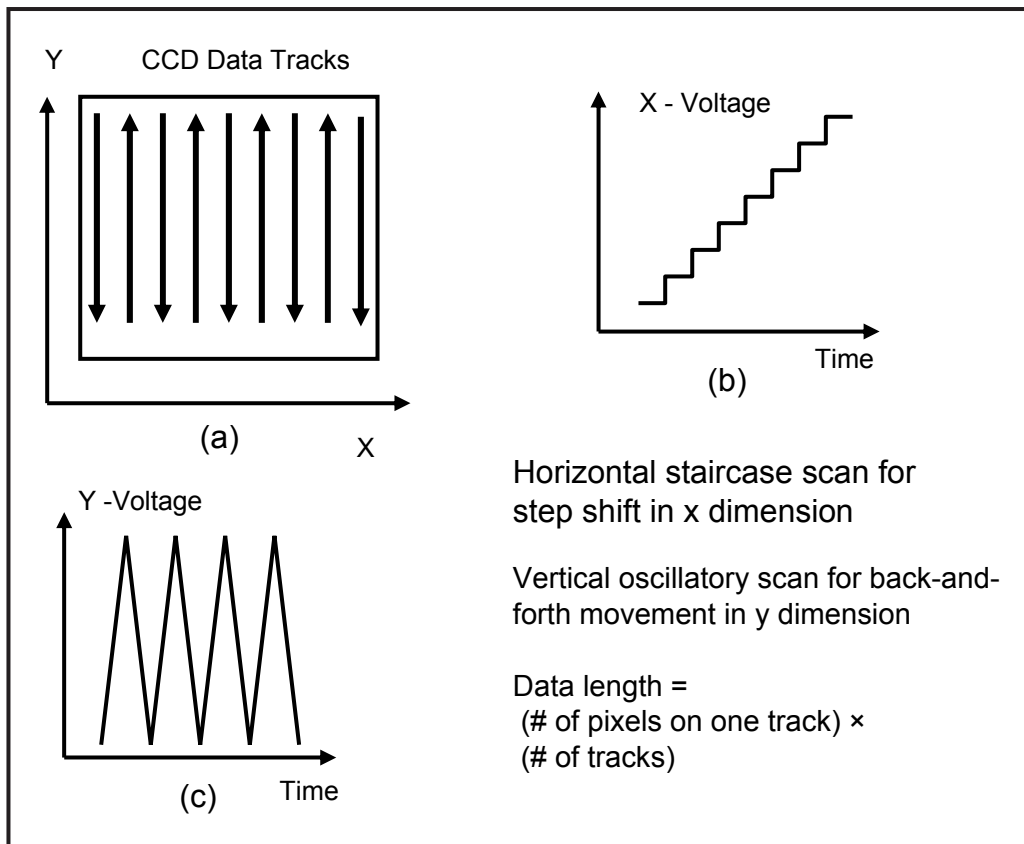 Y
CCD Data Tracks
X
(a)
X - Voltage
Time
(b)
Y -Voltage
Time
(c)
Horizontal staircase scan for
step shift in x dimension
Vertical oscillatory scan for back-and-
forth movement in y dimension
Data length =
(# of pixels on one track) ×
(# of tracks)